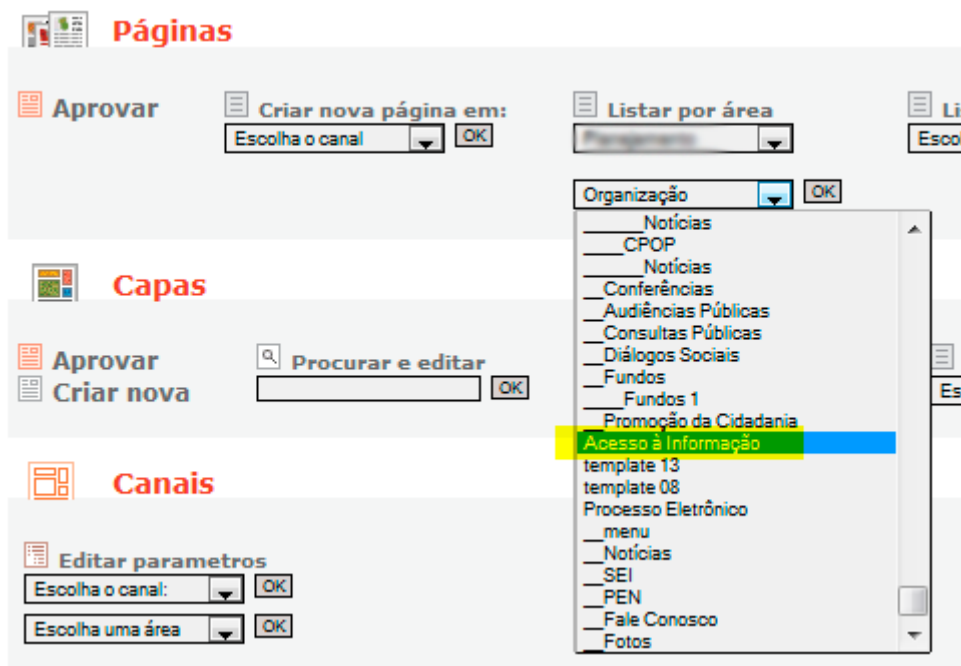 Páginas
Aprovar
Criar nova página em:
Escolha o canal
OK
Listar por área
Organização
OK
______Notícias
____CPOP
______Notícias
__Conferências
__Audiências Públicas
__Consultas Públicas
__Diálogos Sociais
__Fundos
____Fundos 1
__Promoção da Cidadania
Acesso à Informação
template 13
template 08
Processo Eletrônico
__menu
__Notícias
__SEI
__PEN
__Fale Conosco
__Fotos
Capas
Aprovar
Criar nova
Procurar e editar
OK
Canais
Editar parametros
Escolha o canal:
OK
Escolha uma área
OK